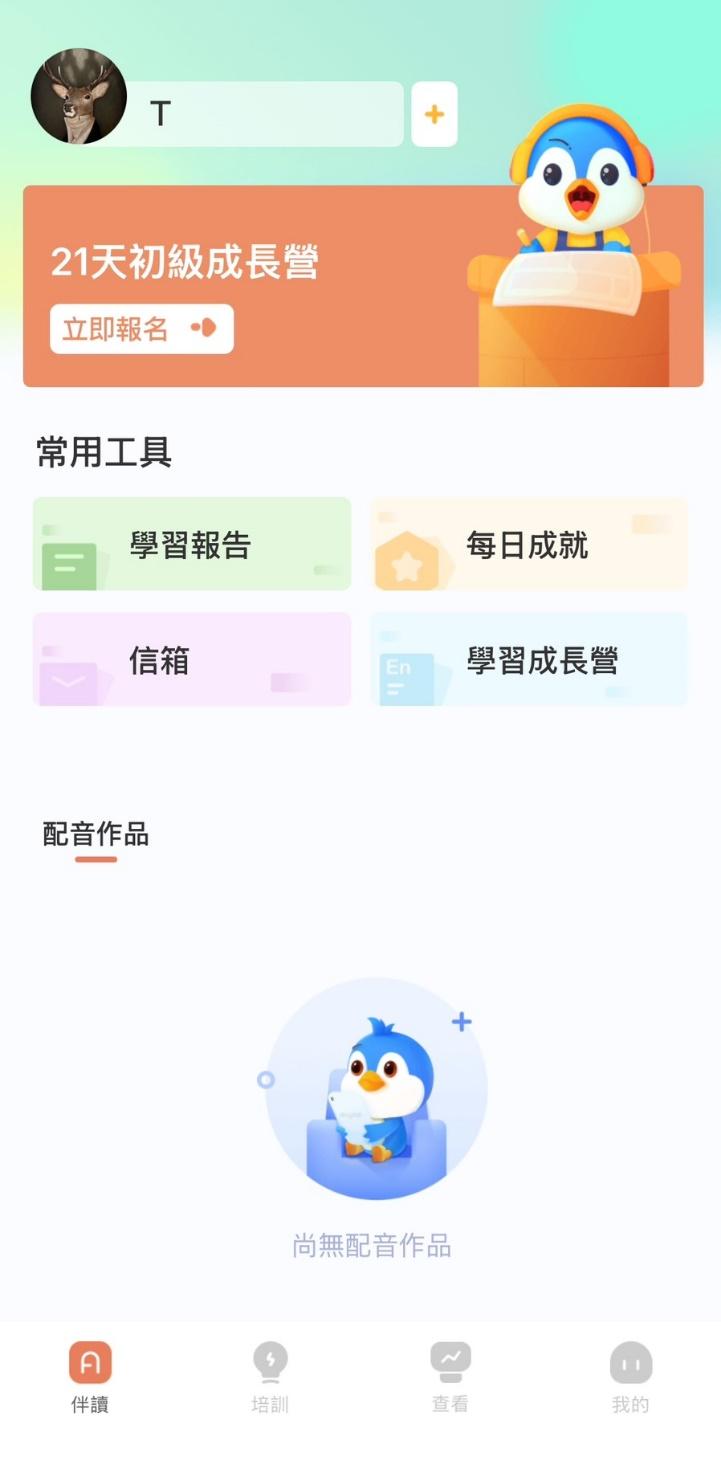 T
21天初級成長營
立即報名
常用工具
學習報告
每日成就
信箱
En
學習成長營
配音作品
尚無配音作品
伴讀
培訓
查看
我的